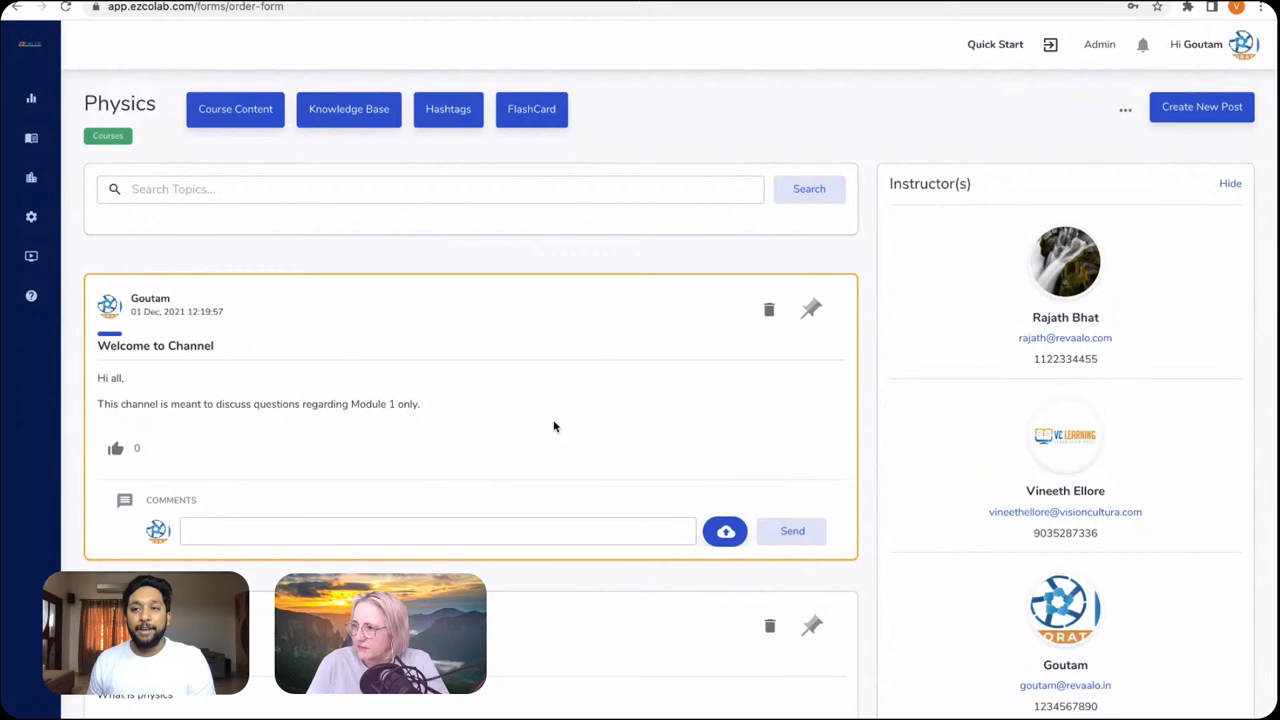 app.ezcolab.com/forms/order-form
V
Quick Start
Admin
Hi Goutam
Physics
Course Content
Knowledge Base
Hashtags
FlashCard
Create New Post
Courses
Search Topics...
Search
Instructor(s)
Hide
Goutam
01 Dec, 2021 12:19:57
Welcome to Channel
Hi all,
This channel is meant to discuss questions regarding Module 1 only.
0
COMMENTS
Send
Rajath Bhat
rajath@revaalo.com
1122334455
VC LEARNING
Vineeth Ellore
vineethellore@visioncultura.com
9035287336
ORAT
Goutam
goutam@revaalo.in
1234567890
What is physics